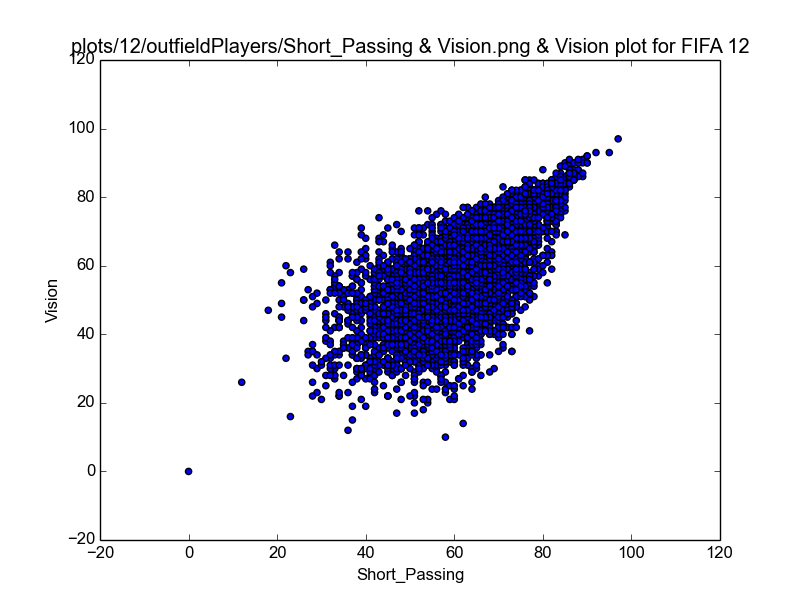 plots/12/outfieldPlayers/Short_Passing & Vision.png & Vision plot for FIFA 12
120
100
80
60
40
20
0
−20
Vision
−20 0 20 40 60 80 100 120
Short_Passing